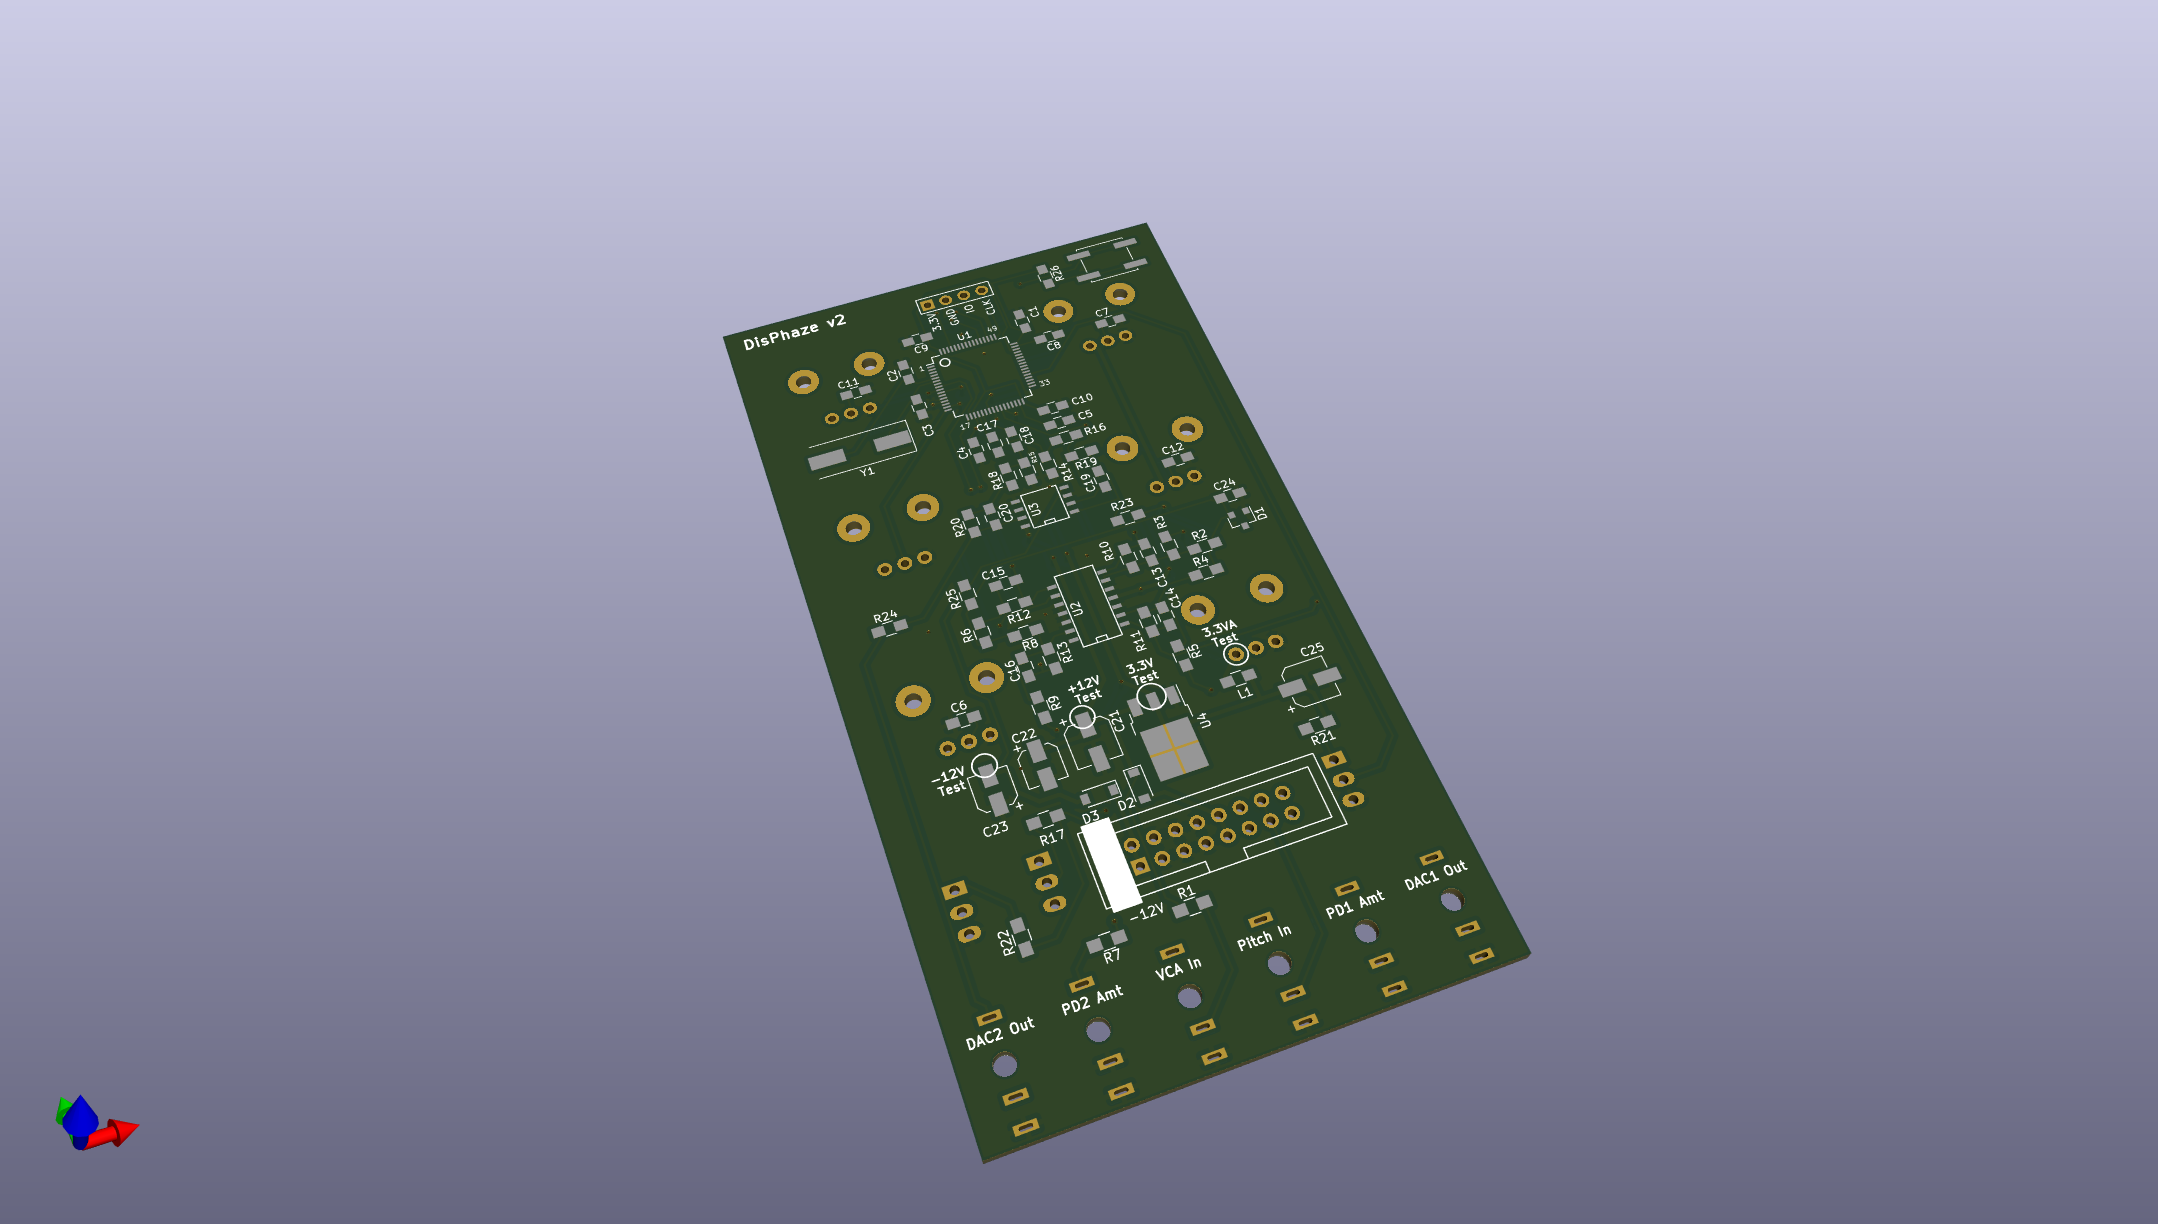 DisPhaze v2
R26
3.3V
GND
IO
CLK
C1
C7
C9
U1
49
C8
C2
1
33
C11
C3
17
C10
C5
R16
C17
C18
C4
Y1
R19
R14
R18
C19
C12
C24
D1
U3
R23
R20
C20
R3
R2
R10
R4
C13
C15
R25
U2
C14
R12
R24
R6
R8
R11
R13
R5
3.3VA
Test
C25
C16
3.3V
Test
L1
+12V
Test
R9
C6
+
C21
U4
+
R21
C22
+
-12V
Test
+
C23
D3
D2
R17
R1
-12V
R22
R7
DAC1 Out
PD1 Amt
Pitch In
VCA In
PD2 Amt
DAC2 Out